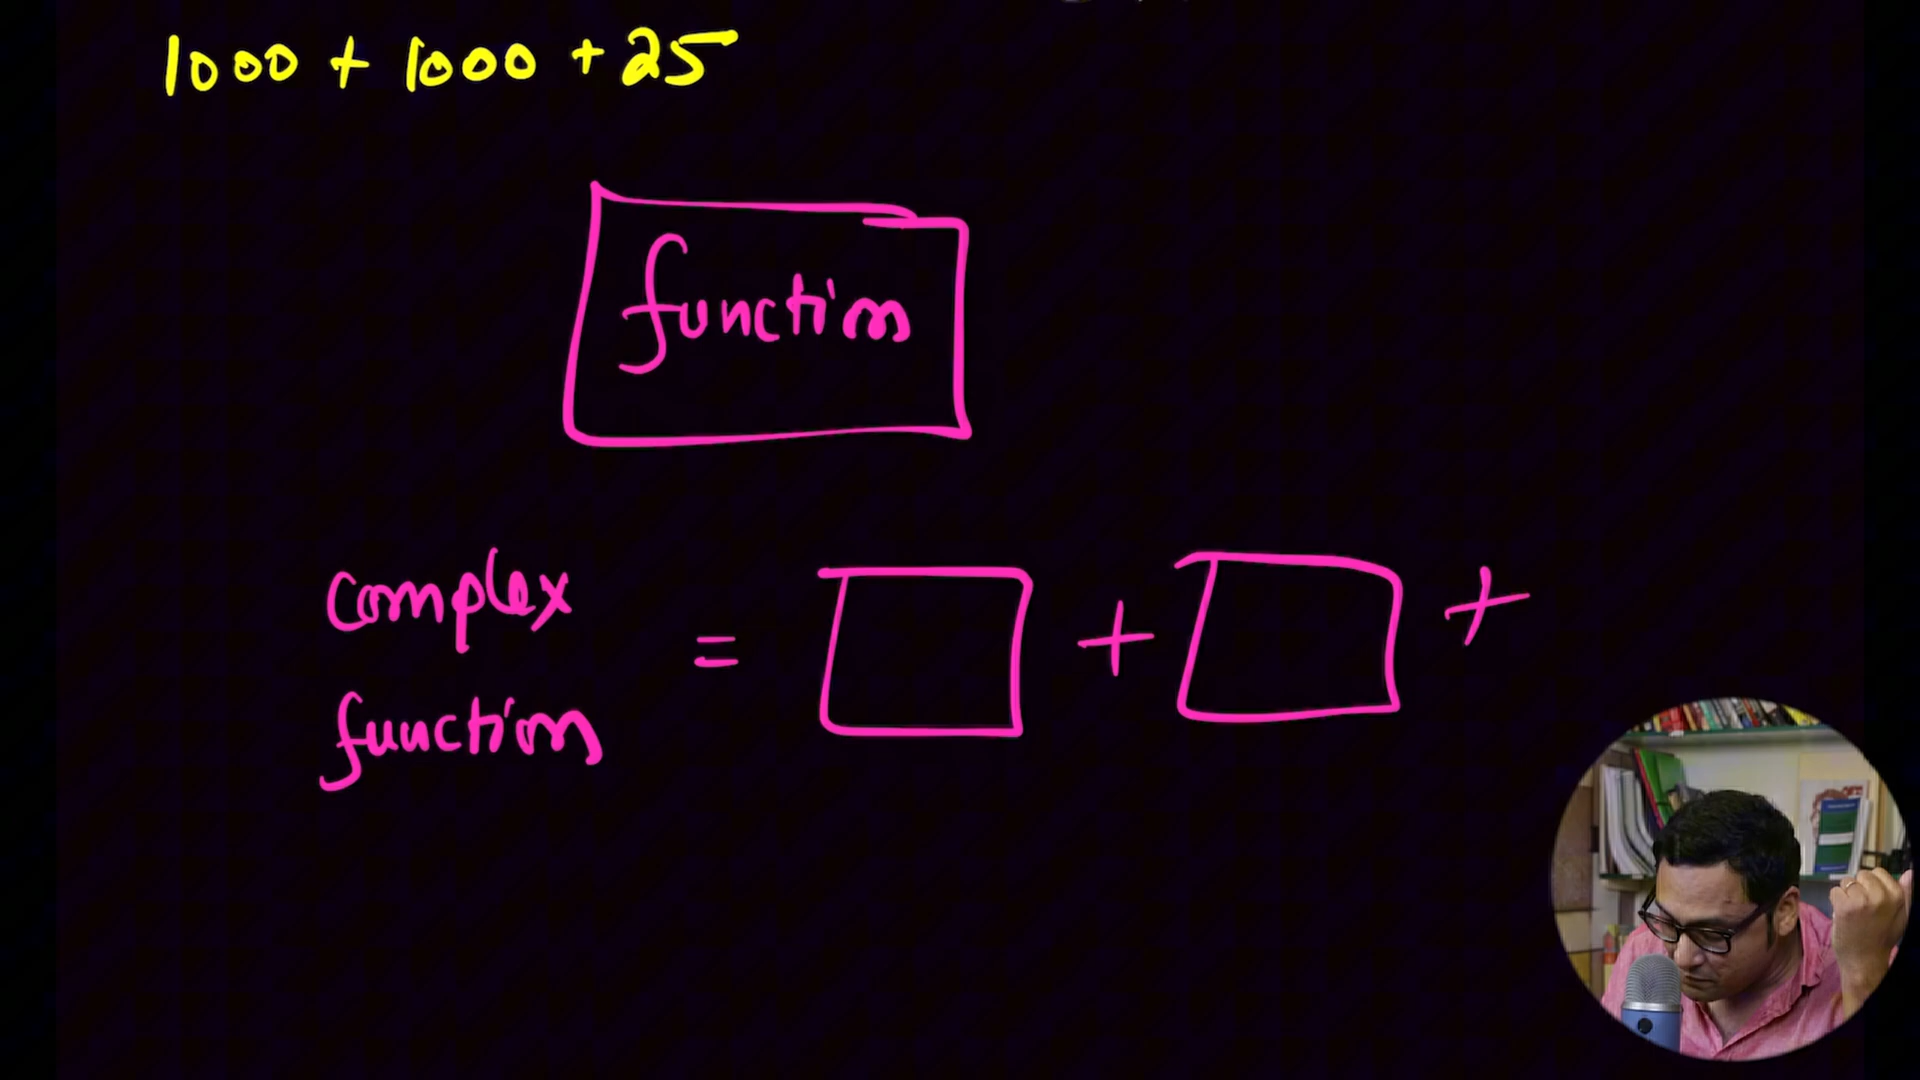 1000 + 1000 + 25
function
complex
= + +
function